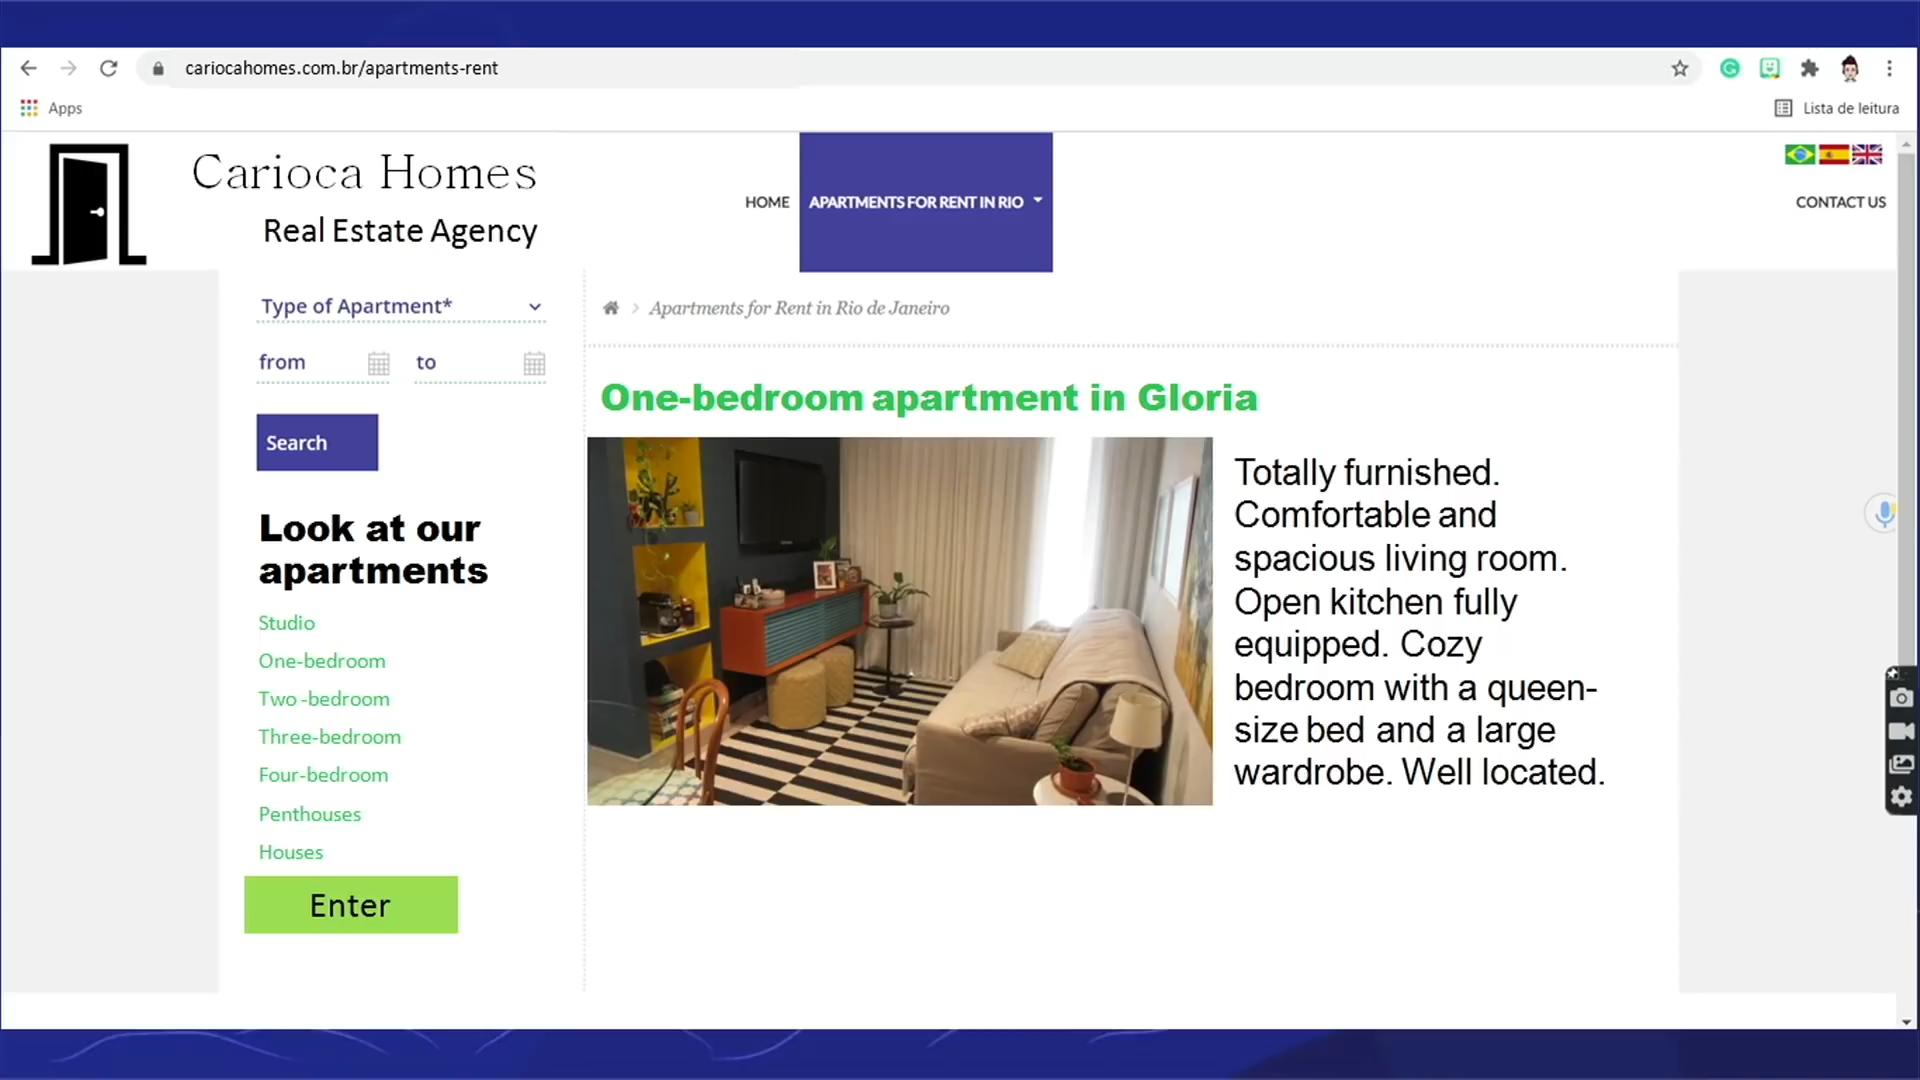 cariocahomes.com.br/apartments-rent
Apps
Lista de leitura
Carioca Homes
Real Estate Agency
HOME
APARTMENTS FOR RENT IN RIO
CONTACT US
Type of Apartment*
from
to
Search
Look at our
apartments
Studio
One-bedroom
Two -bedroom
Three-bedroom
Four-bedroom
Penthouses
Houses
Enter
Apartments for Rent in Rio de Janeiro
One-bedroom apartment in Gloria
Totally furnished.
Comfortable and
spacious living room.
Open kitchen fully
equipped. Cozy
bedroom with a queen-
size bed and a large
wardrobe. Well located.